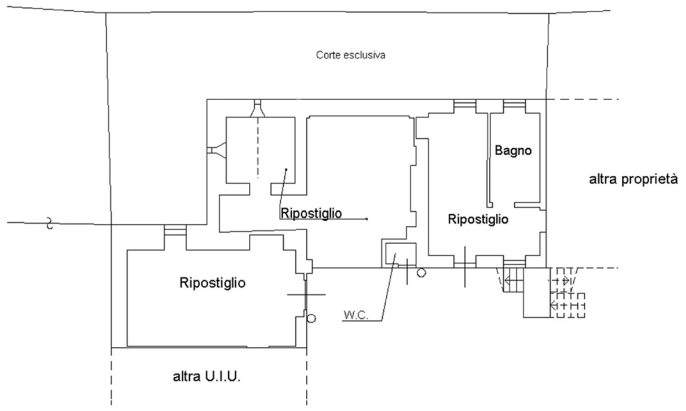 Corte esclusiva
Bagno
altra proprietà
Ripostiglio
Ripostiglio
Ripostiglio
W.C.
altra U.I.U.